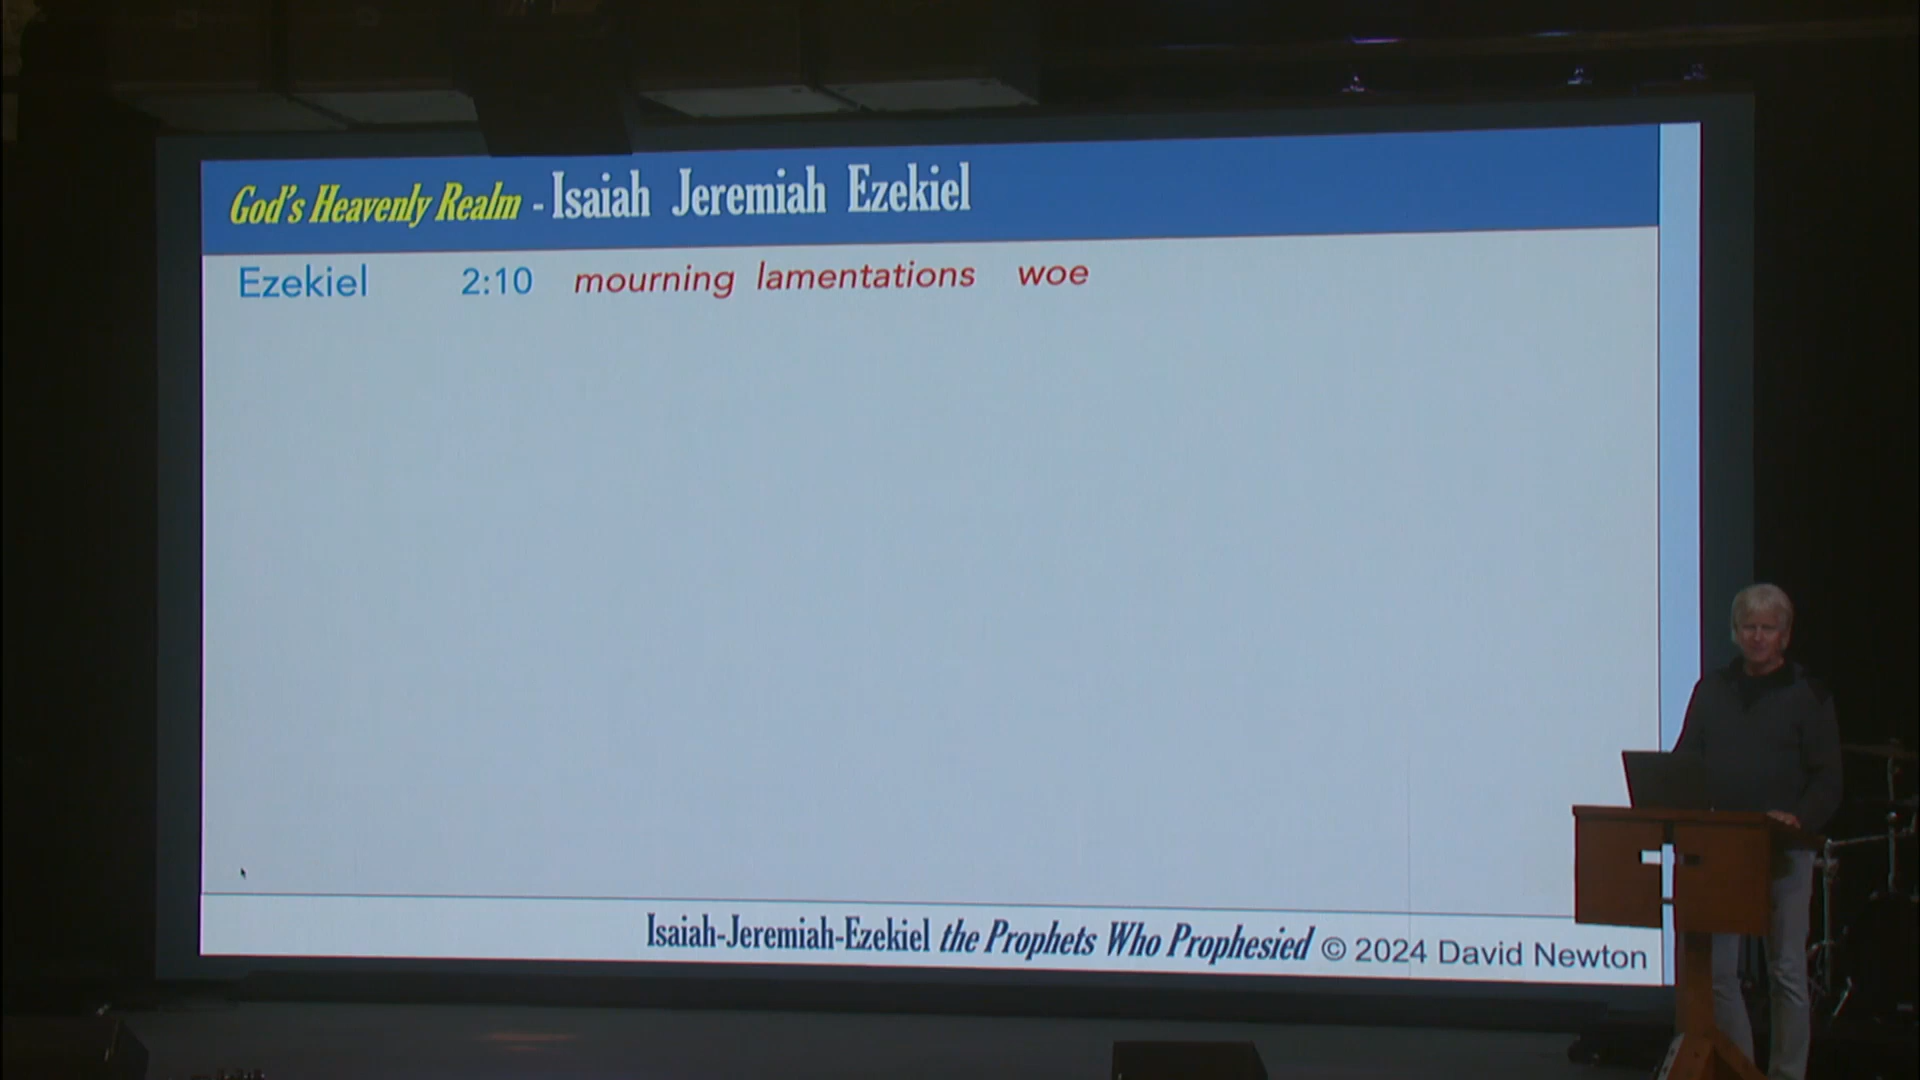 God's Heavenly Realm - Isaiah Jeremiah Ezekiel
Ezekiel 2:10 mourning lamentations woe
Isaiah-Jeremiah-Ezekiel the Prophets Who Prophesied © 2024 David Newton